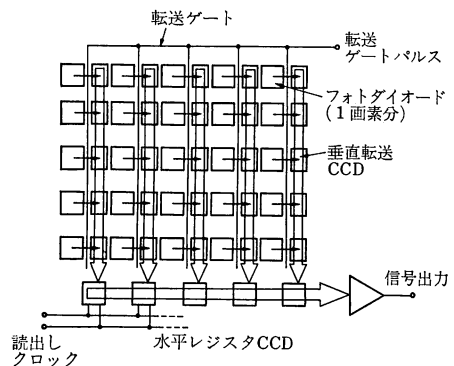 転送ゲート
転送
ゲートパルス
フォトダイオード
(1画素分)
垂直転送
CCD
信号出力
読出し
クロック
水平レジスタCCD